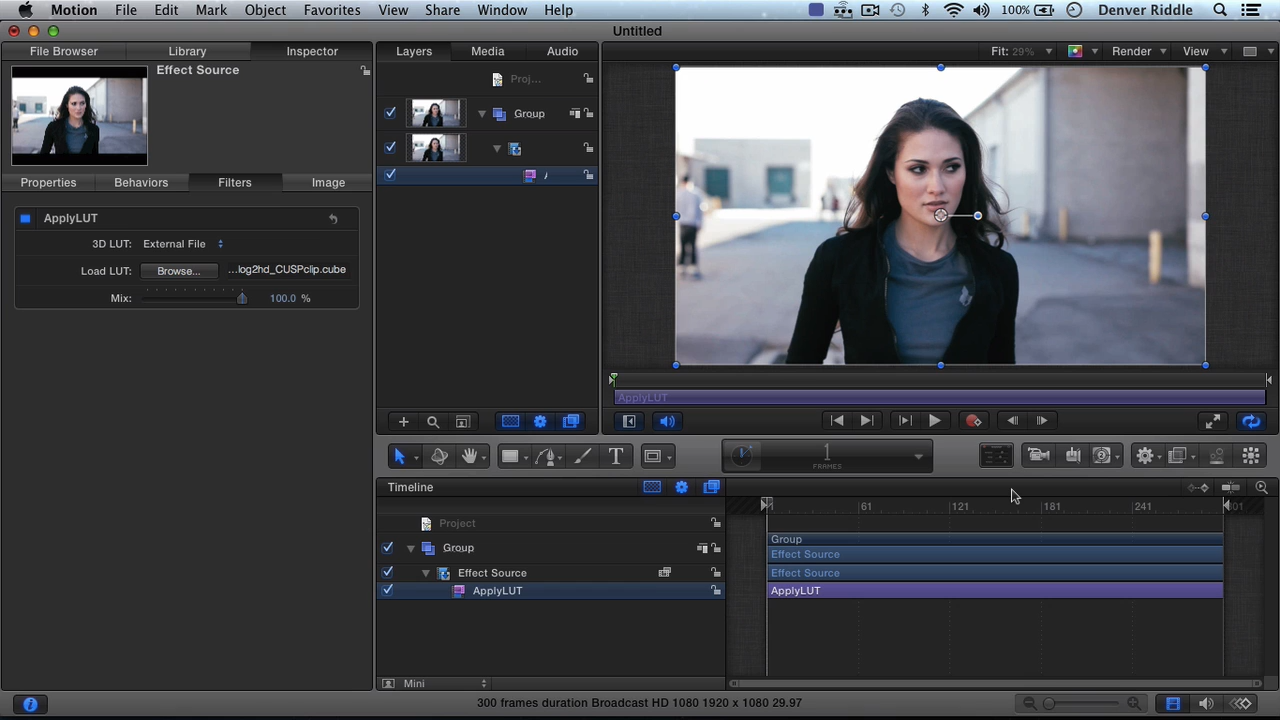 Motion File Edit Mark Object Favorites View Share Window Help 100% Denver Riddle
Untitled
File Browser Library Inspector Layers Media Audio Fit: 29% Render View
Effect Source
Proj...
Group
Properties Behaviors Filters Image
ApplyLUT
3D LUT: External File
Load LUT: Browse... ...log2hd_CUSPclip.cube
Mix: 100.0 %
ApplyLUT
T
1
FRAMES
Timeline
61 121 181 241 301
Project
Group Group
Effect Source
Effect Source Effect Source
ApplyLUT ApplyLUT
Mini
300 frames duration Broadcast HD 1080 1920 x 1080 29.97